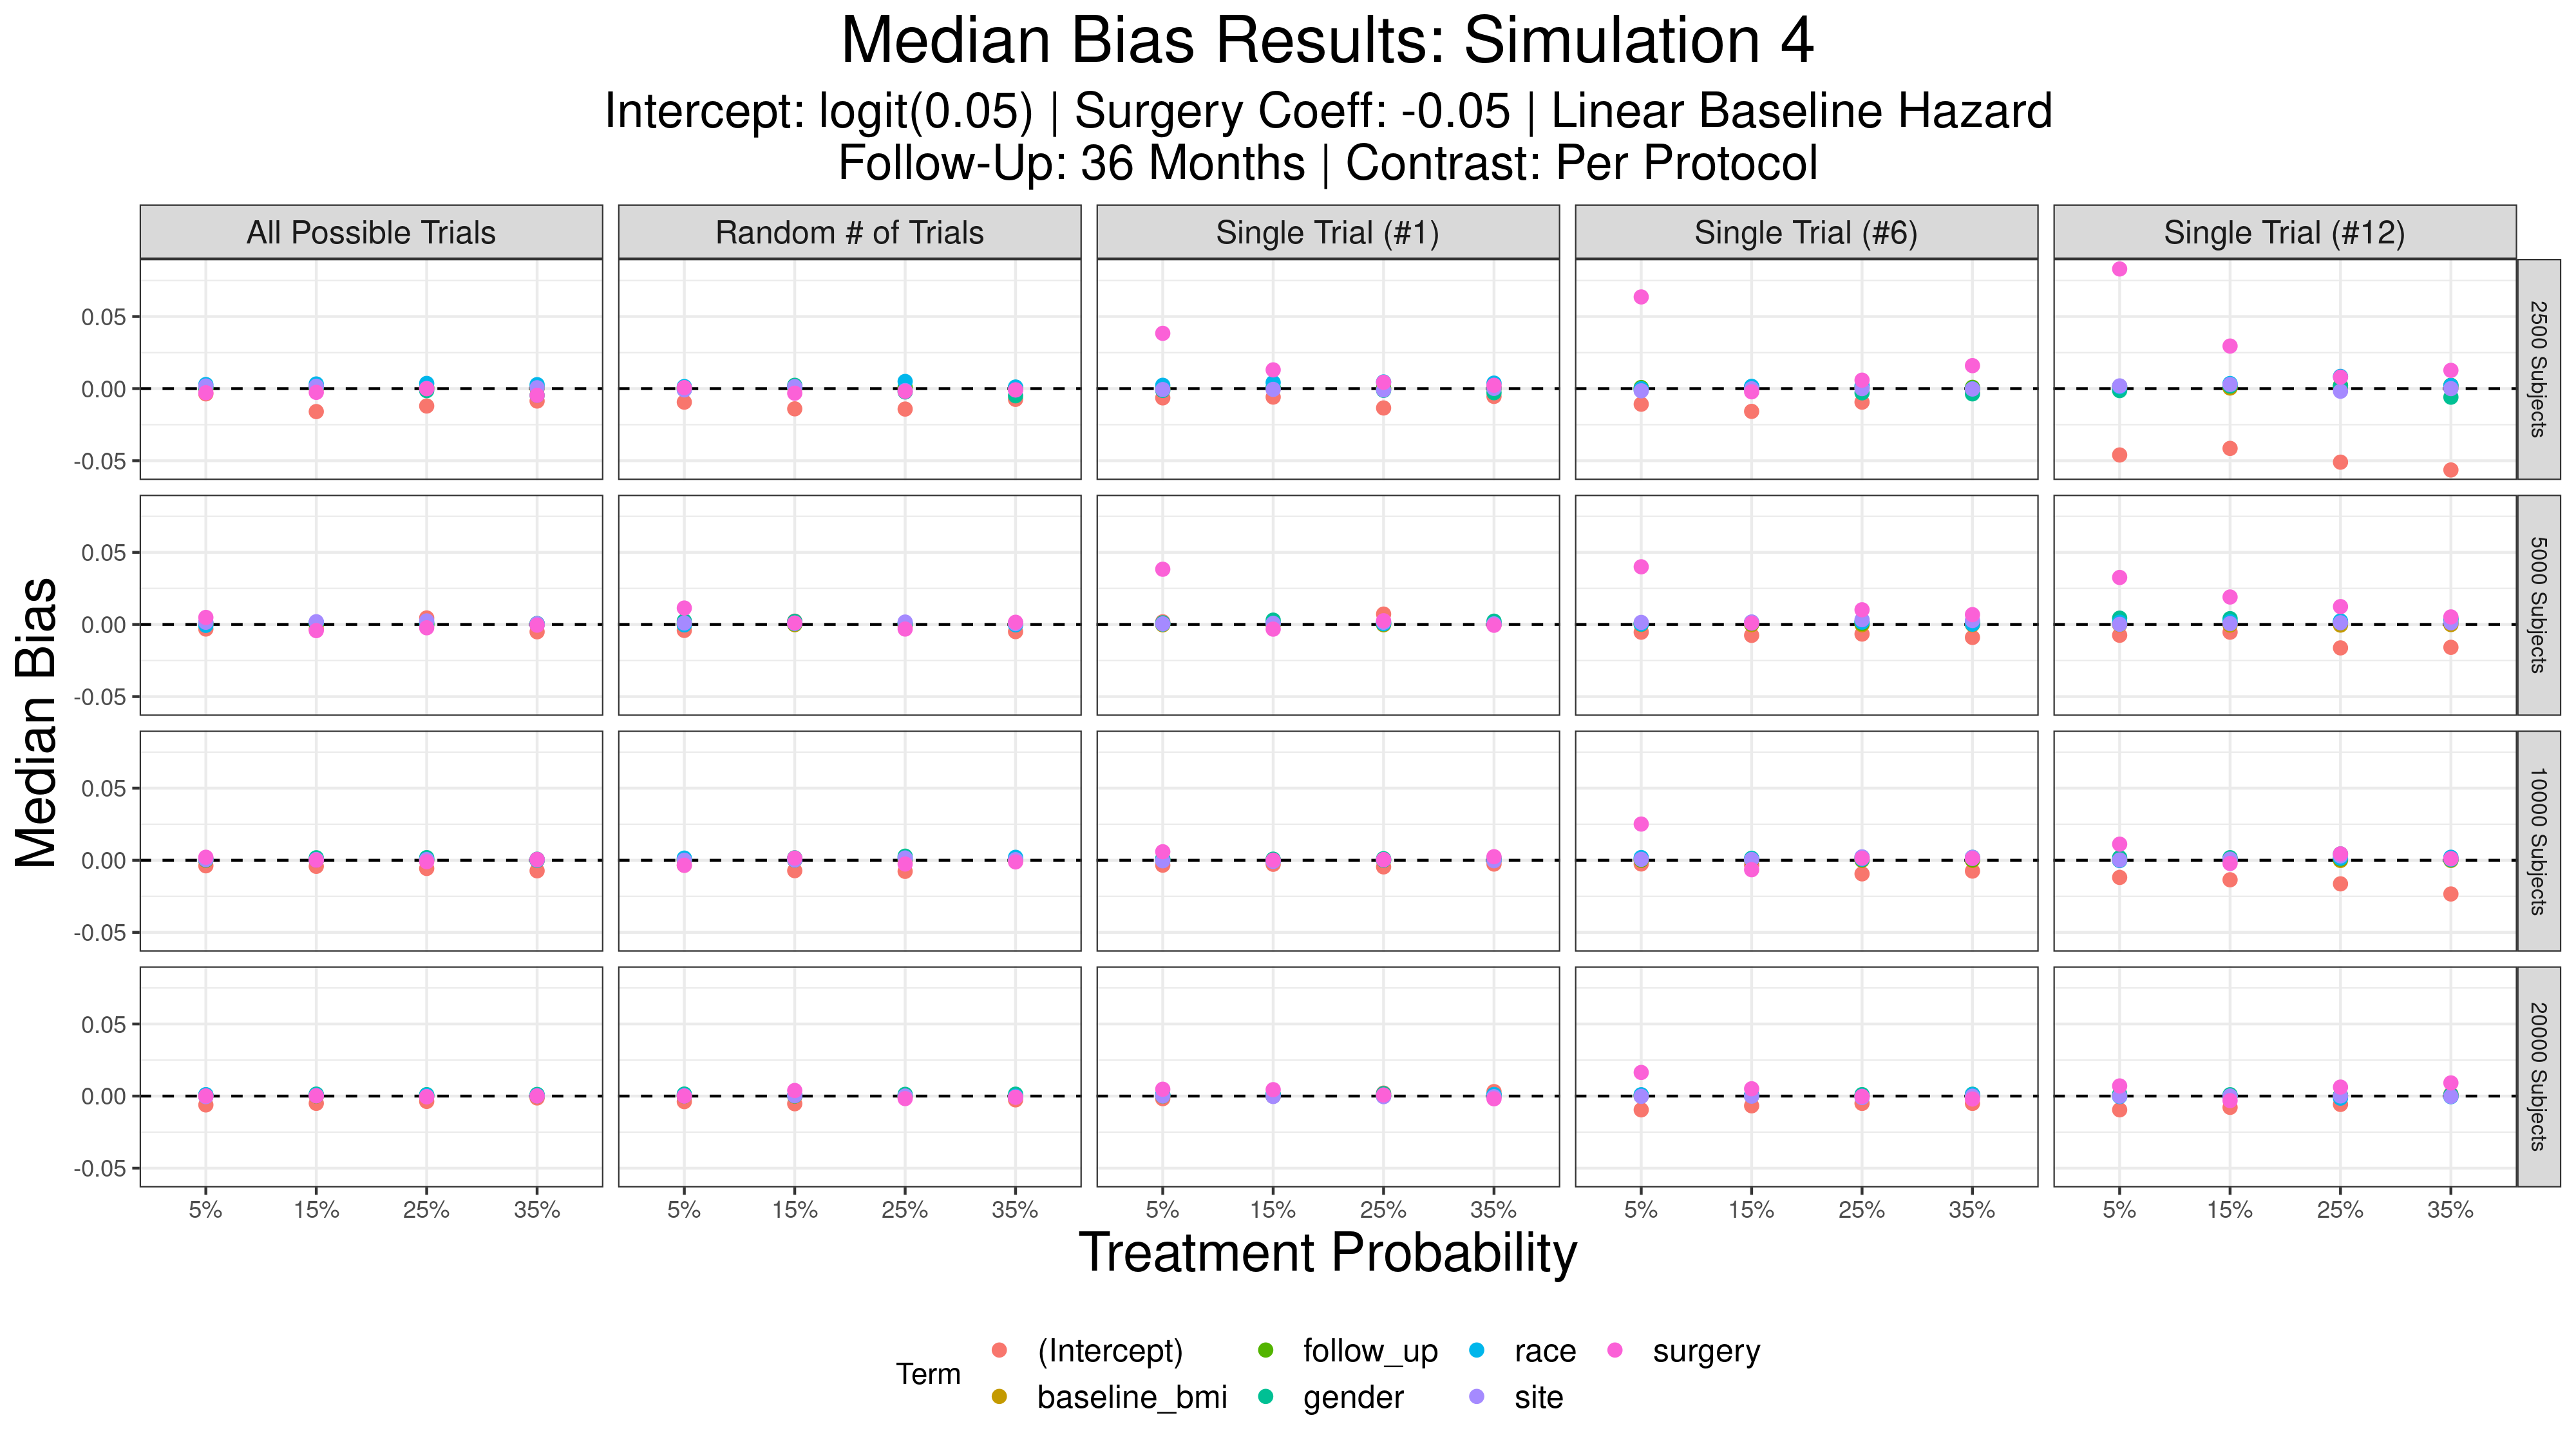 Median Bias Results: Simulation 4
Intercept: logit(0.05) | Surgery Coeff: -0.05 | Linear Baseline Hazard
Follow-Up: 36 Months | Contrast: Per Protocol
All Possible Trials
Random # of Trials
Single Trial (#1)
Single Trial (#6)
Single Trial (#12)
Median Bias
0.05
0.00
-0.05
2500 Subjects
0.05
0.00
-0.05
5000 Subjects
0.05
0.00
-0.05
10000 Subjects
0.05
0.00
-0.05
20000 Subjects
5% 15% 25% 35%
5% 15% 25% 35%
5% 15% 25% 35%
5% 15% 25% 35%
5% 15% 25% 35%
Treatment Probability
Term
(Intercept)
baseline_bmi
follow_up
gender
race
site
surgery